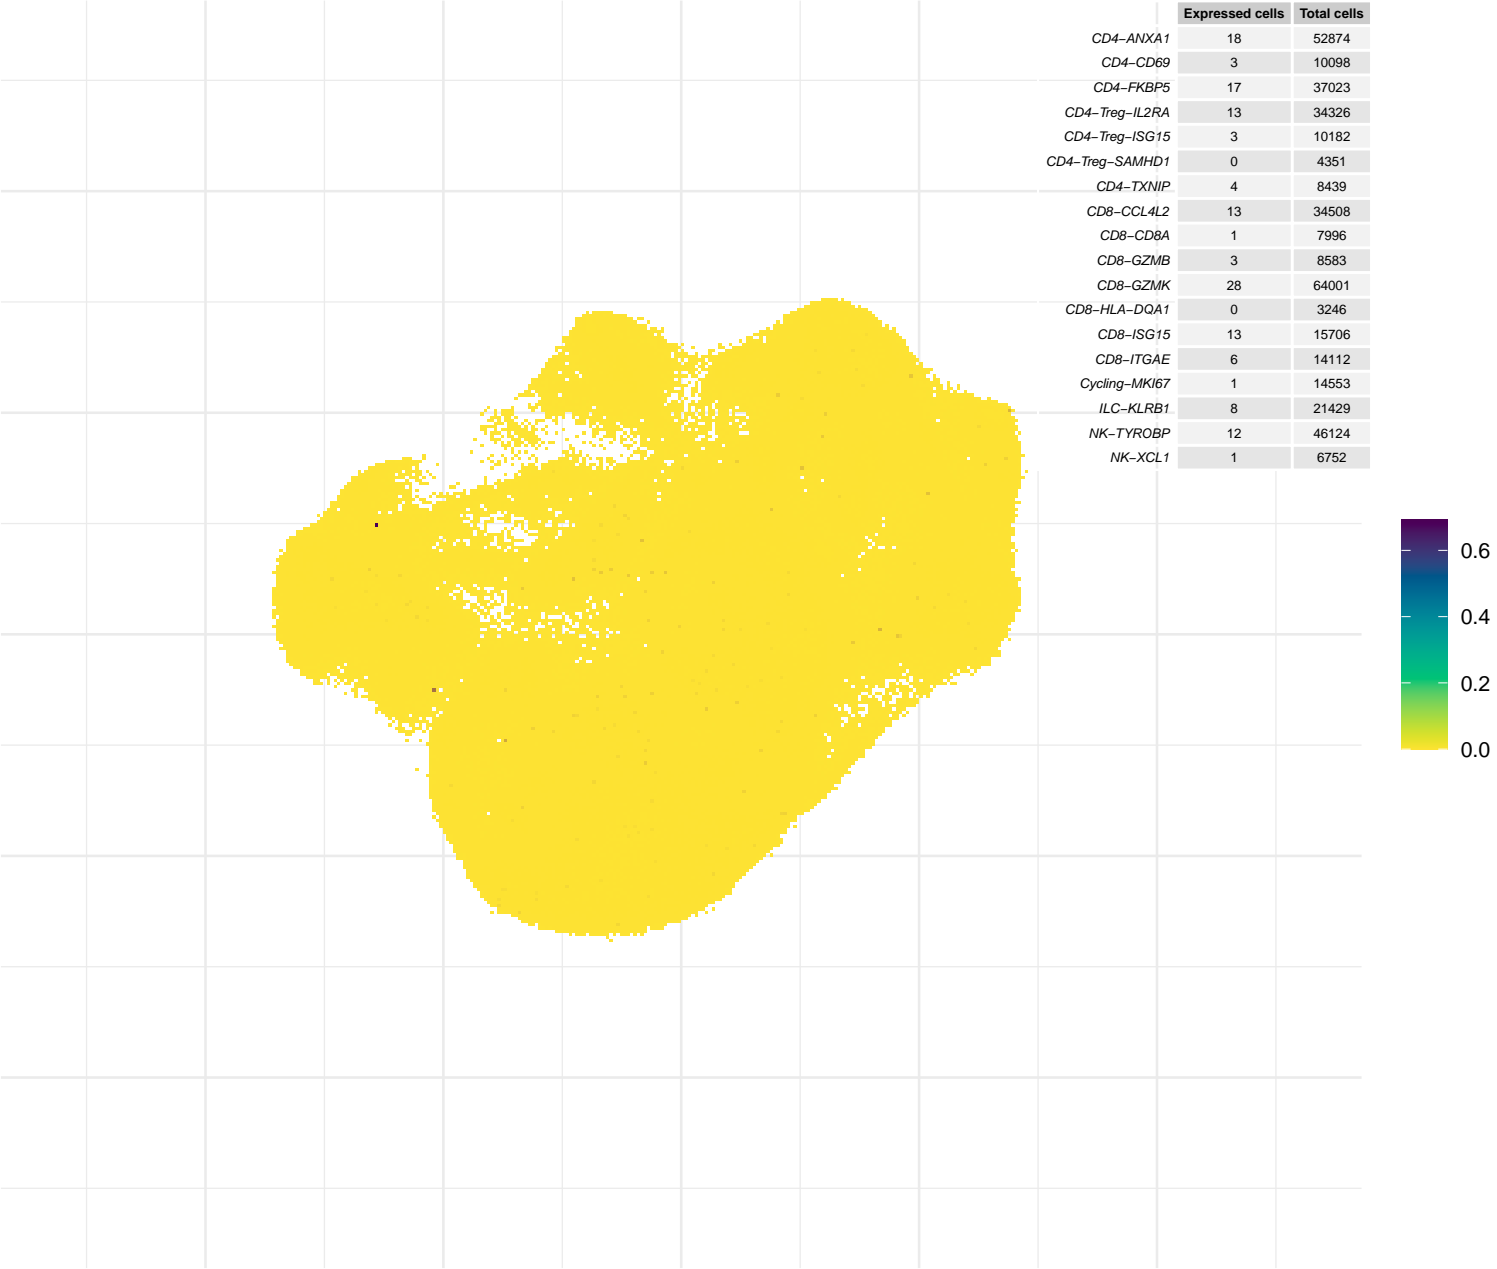 Expressed cells Total cells
CD4−ANXA1 18 52874
CD4−CD69 3 10098
CD4−FKBP5 17 37023
CD4−Treg−IL2RA 13 34326
CD4−Treg−ISG15 3 10182
CD4−Treg−SAMHD1 0 4351
CD4−TXNIP 4 8439
CD8−CCL4L2 13 34508
CD8−CD8A 1 7996
CD8−GZMB 3 8583
CD8−GZMK 28 64001
CD8−HLA−DQA1 0 3246
CD8−ISG15 13 15706
CD8−ITGAE 6 14112
Cycling−MKI67 1 14553
ILC−KLRB1 8 21429
NK−TYROBP 12 46124
NK−XCL1 1 6752
0.6
0.4
0.2
0.0